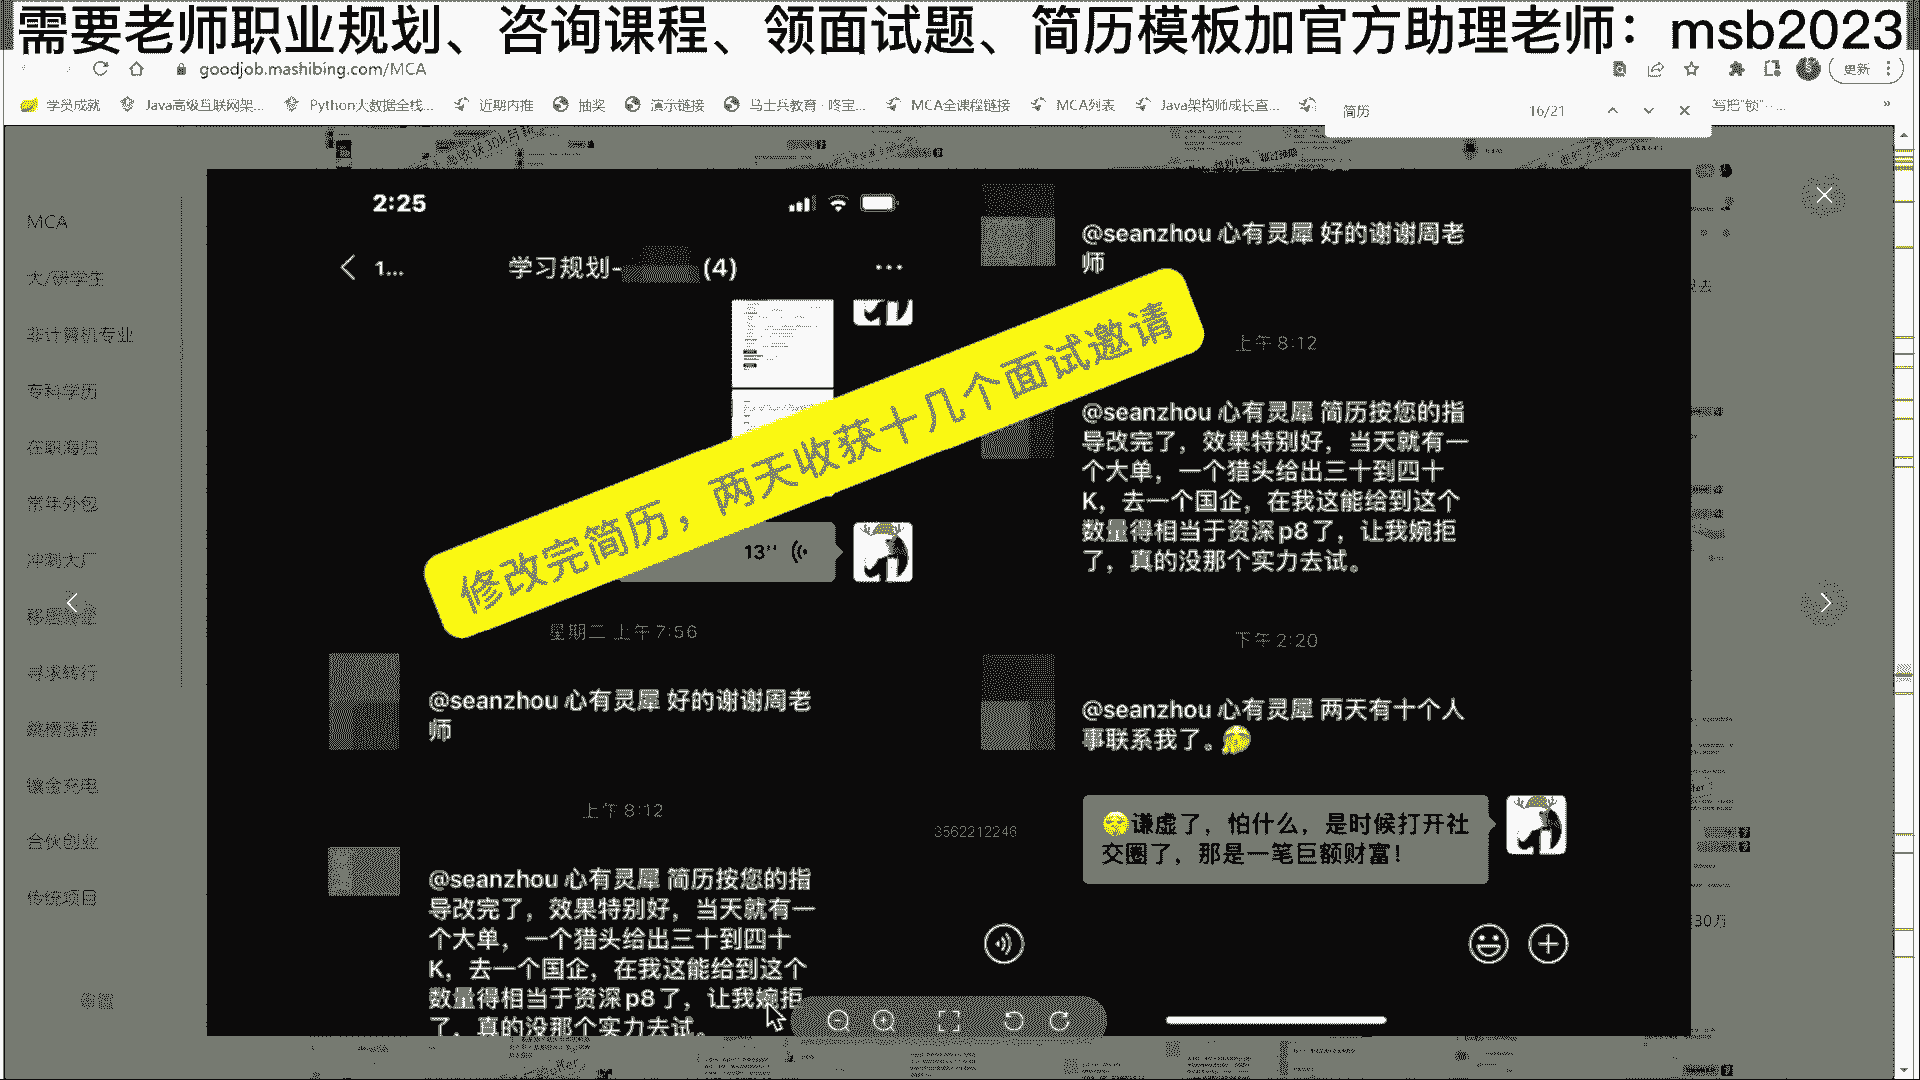 需要老师职业规划、咨询课程、领面试题、简历模板加官方助理老师：msb2023
goodjob.mashibing.com/MCA
更新
学员成就 Java高级互联网架... Python大数据全栈... 近期内推 抽奖 演示链接 马士兵教育 · 咚宝... MCA全课程链接 MCA列表 Java架构师成长直... 写把“锁”-... »
简历 16/21
MCA
大/研学生
非计算机专业
专科学历
在职海归
常年外包
冲刺大厂
寻求转行
跳槽涨薪
镀金充电
合伙创业
传统项目
2:25
1...
学习规划-
(4)
修改完简历，两天收获十几个面试邀请
13''
星期二 上午 7:56
@seanzhou 心有灵犀 好的谢谢周老
师
上午 8:12
@seanzhou 心有灵犀 简历按您的指
导改完了，效果特别好，当天就有一
个大单，一个猎头给出三十到四十
K，去一个国企，在我这能给到这个
数量得相当于资深p8了，让我婉拒
了，真的没那个实力去试。
@seanzhou 心有灵犀 好的谢谢周老
师
上午 8:12
@seanzhou 心有灵犀 简历按您的指
导改完了，效果特别好，当天就有一
个大单，一个猎头给出三十到四十
K，去一个国企，在我这能给到这个
数量得相当于资深p8了，让我婉拒
了，真的没那个实力去试。
下午 2:20
@seanzhou 心有灵犀 两天有十个人
事联系我了。
谦虚了，怕什么，是时候打开社
交圈了，那是一笔巨额财富！
3562212246
30万